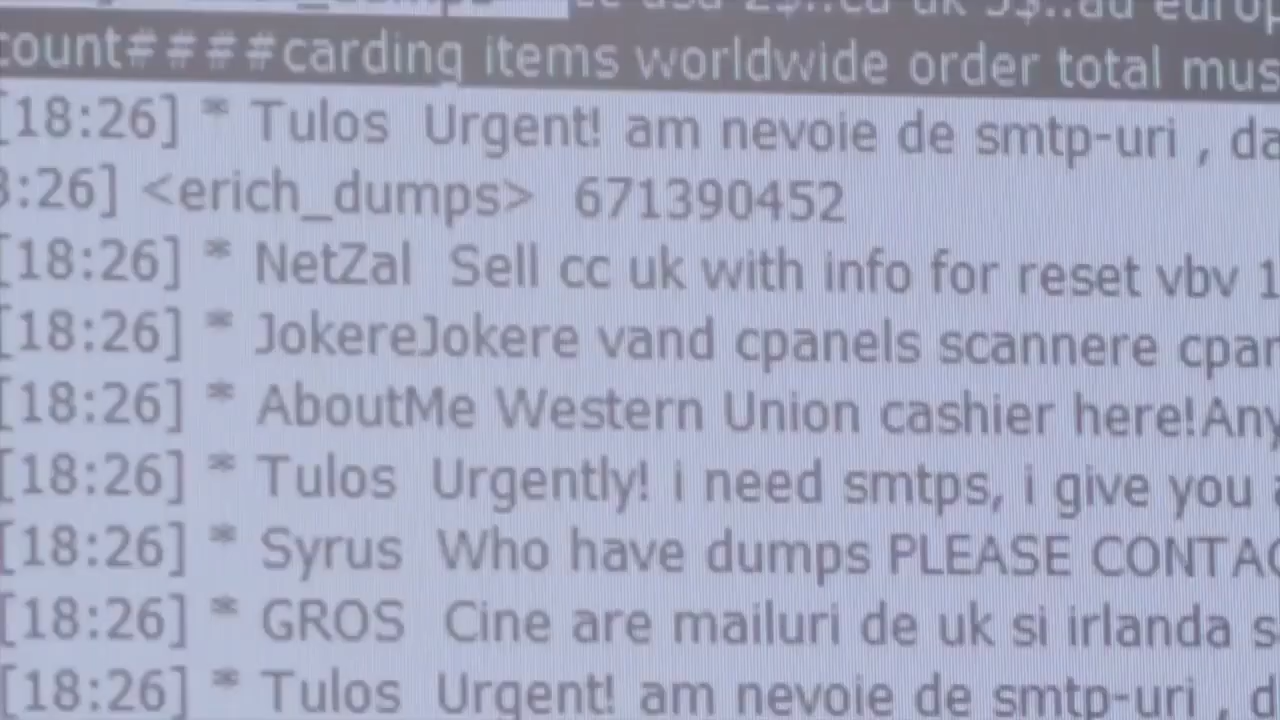 count####carding items worldwide order total mus
[18:26] * Tulos Urgent! am nevoie de smtp-uri , da
3:26] <erich_dumps> 671390452
[18:26] * NetZal Sell cc uk with info for reset vbv 1
[18:26] * JokereJokere vand cpanels scannere cpan
[18:26] * AboutMe Western Union cashier here!Any
[18:26] * Tulos Urgently! i need smtps, i give you
[18:26] * Syrus Who have dumps PLEASE CONTAC
[18:26] * GROS Cine are mailuri de uk si irlanda s
[18:26] * Tulos Urgent! am nevoie de smtp-uri , d